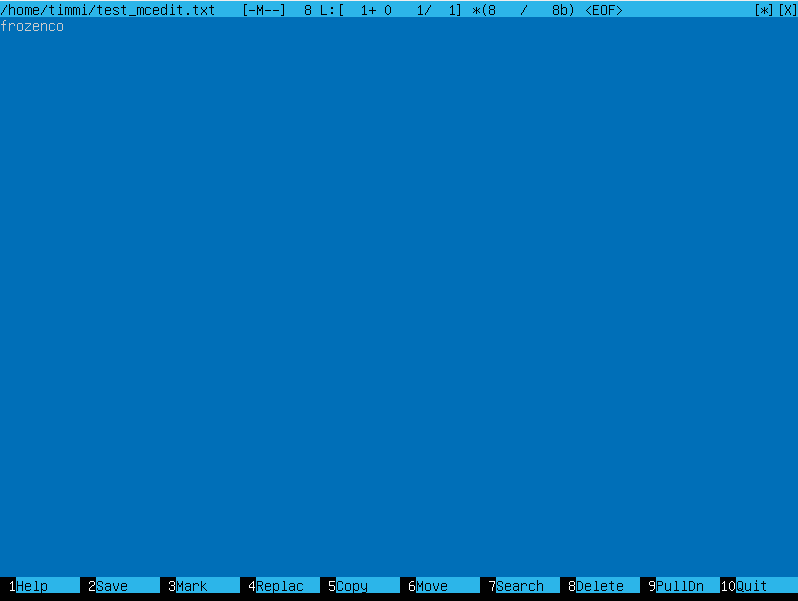 /home/timmi/test_mcedit.txt [-M--] 8 L:[ 1+ 0 1/ 1] *(8 / 8b) <EOF> [*][X]
frozenco
1Help 2Save 3Mark 4Replac 5Copy 6Move 7Search 8Delete 9PullDn 10Quit